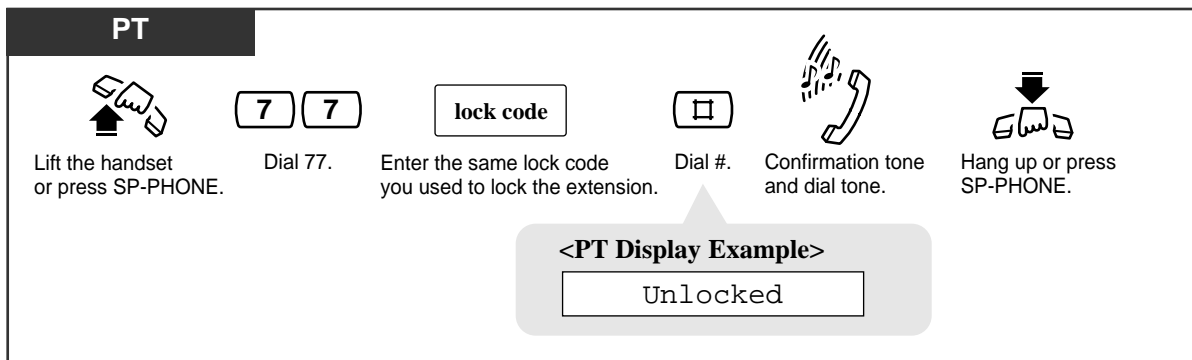 PT
7 7
lock code
Lift the handset
or press SP-PHONE.
Dial 77.
Enter the same lock code
you used to lock the extension.
Dial #.
Confirmation tone
and dial tone.
Hang up or press
SP-PHONE.
<PT Display Example>
Unlocked